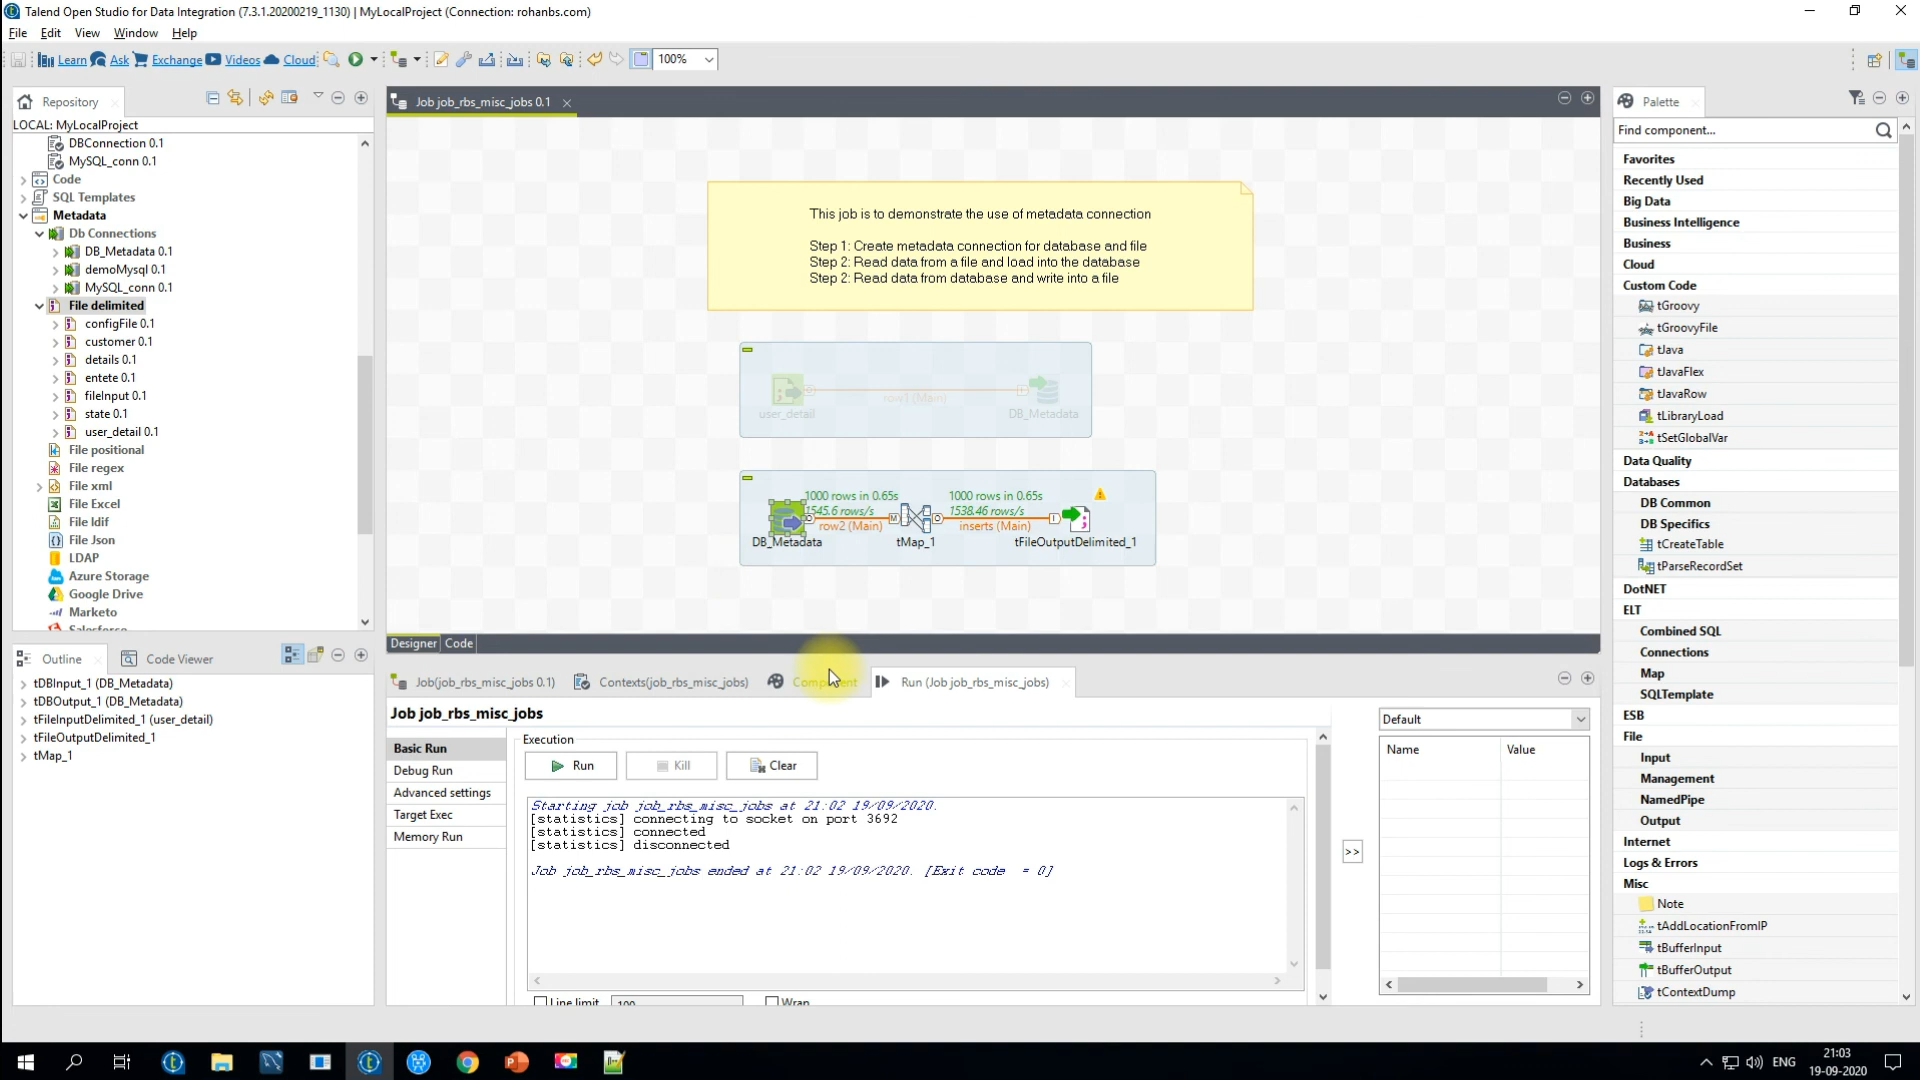 Talend Open Studio for Data Integration (7.3.1.20200219_1130) | MyLocalProject (Connection: rohanbs.com)
File Edit View Window Help
Learn Ask Exchange Videos Cloud 100%
Repository
LOCAL: MyLocalProject
DBConnection 0.1
MySQL_conn 0.1
Code
SQL Templates
Metadata
Db Connections
DB_Metadata 0.1
demoMysql 0.1
MySQL_conn 0.1
File delimited
configFile 0.1
customer 0.1
details 0.1
entete 0.1
fileInput 0.1
state 0.1
user_detail 0.1
File positional
File regex
File xml
File Excel
File ldif
File Json
LDAP
Azure Storage
Google Drive
Marketo
Salesforce
Outline Code Viewer
tDBInput_1 (DB_Metadata)
tDBOutput_1 (DB_Metadata)
tFileInputDelimited_1 (user_detail)
tFileOutputDelimited_1
tMap_1
Job job_rbs_misc_jobs 0.1
This job is to demonstrate the use of metadata connection
Step 1: Create metadata connection for database and file
Step 2: Read data from a file and load into the database
Step 2: Read data from database and write into a file
row1 (Main)
user_detail DB_Metadata
1000 rows in 0.65s 1000 rows in 0.65s
1545.6 rows/s 1538.46 rows/s
row2 (Main) inserts (Main)
DB_Metadata tMap_1 tFileOutputDelimited_1
Designer Code
Job(job_rbs_misc_jobs 0.1) Contexts(job_rbs_misc_jobs) Component Run (Job job_rbs_misc_jobs)
Job job_rbs_misc_jobs
Basic Run
Debug Run
Advanced settings
Target Exec
Memory Run
Execution
Run Kill Clear
Starting job job_rbs_misc_jobs at 21:02 19/09/2020.
[statistics] connecting to socket on port 3692
[statistics] connected
[statistics] disconnected
Job job_rbs_misc_jobs ended at 21:02 19/09/2020. [Exit code  = 0]
Line limit 100 Wrap
>>
Default
Name Value
Palette
Find component...
Favorites
Recently Used
Big Data
Business Intelligence
Business
Cloud
Custom Code
tGroovy
tGroovyFile
tJava
tJavaFlex
tJavaRow
tLibraryLoad
tSetGlobalVar
Data Quality
Databases
DB Common
DB Specifics
tCreateTable
tParseRecordSet
DotNET
ELT
Combined SQL
Connections
Map
SQLTemplate
ESB
File
Input
Management
NamedPipe
Output
Internet
Logs & Errors
Misc
Note
tAddLocationFromIP
tBufferInput
tBufferOutput
tContextDump
ENG
21:03
19-09-2020